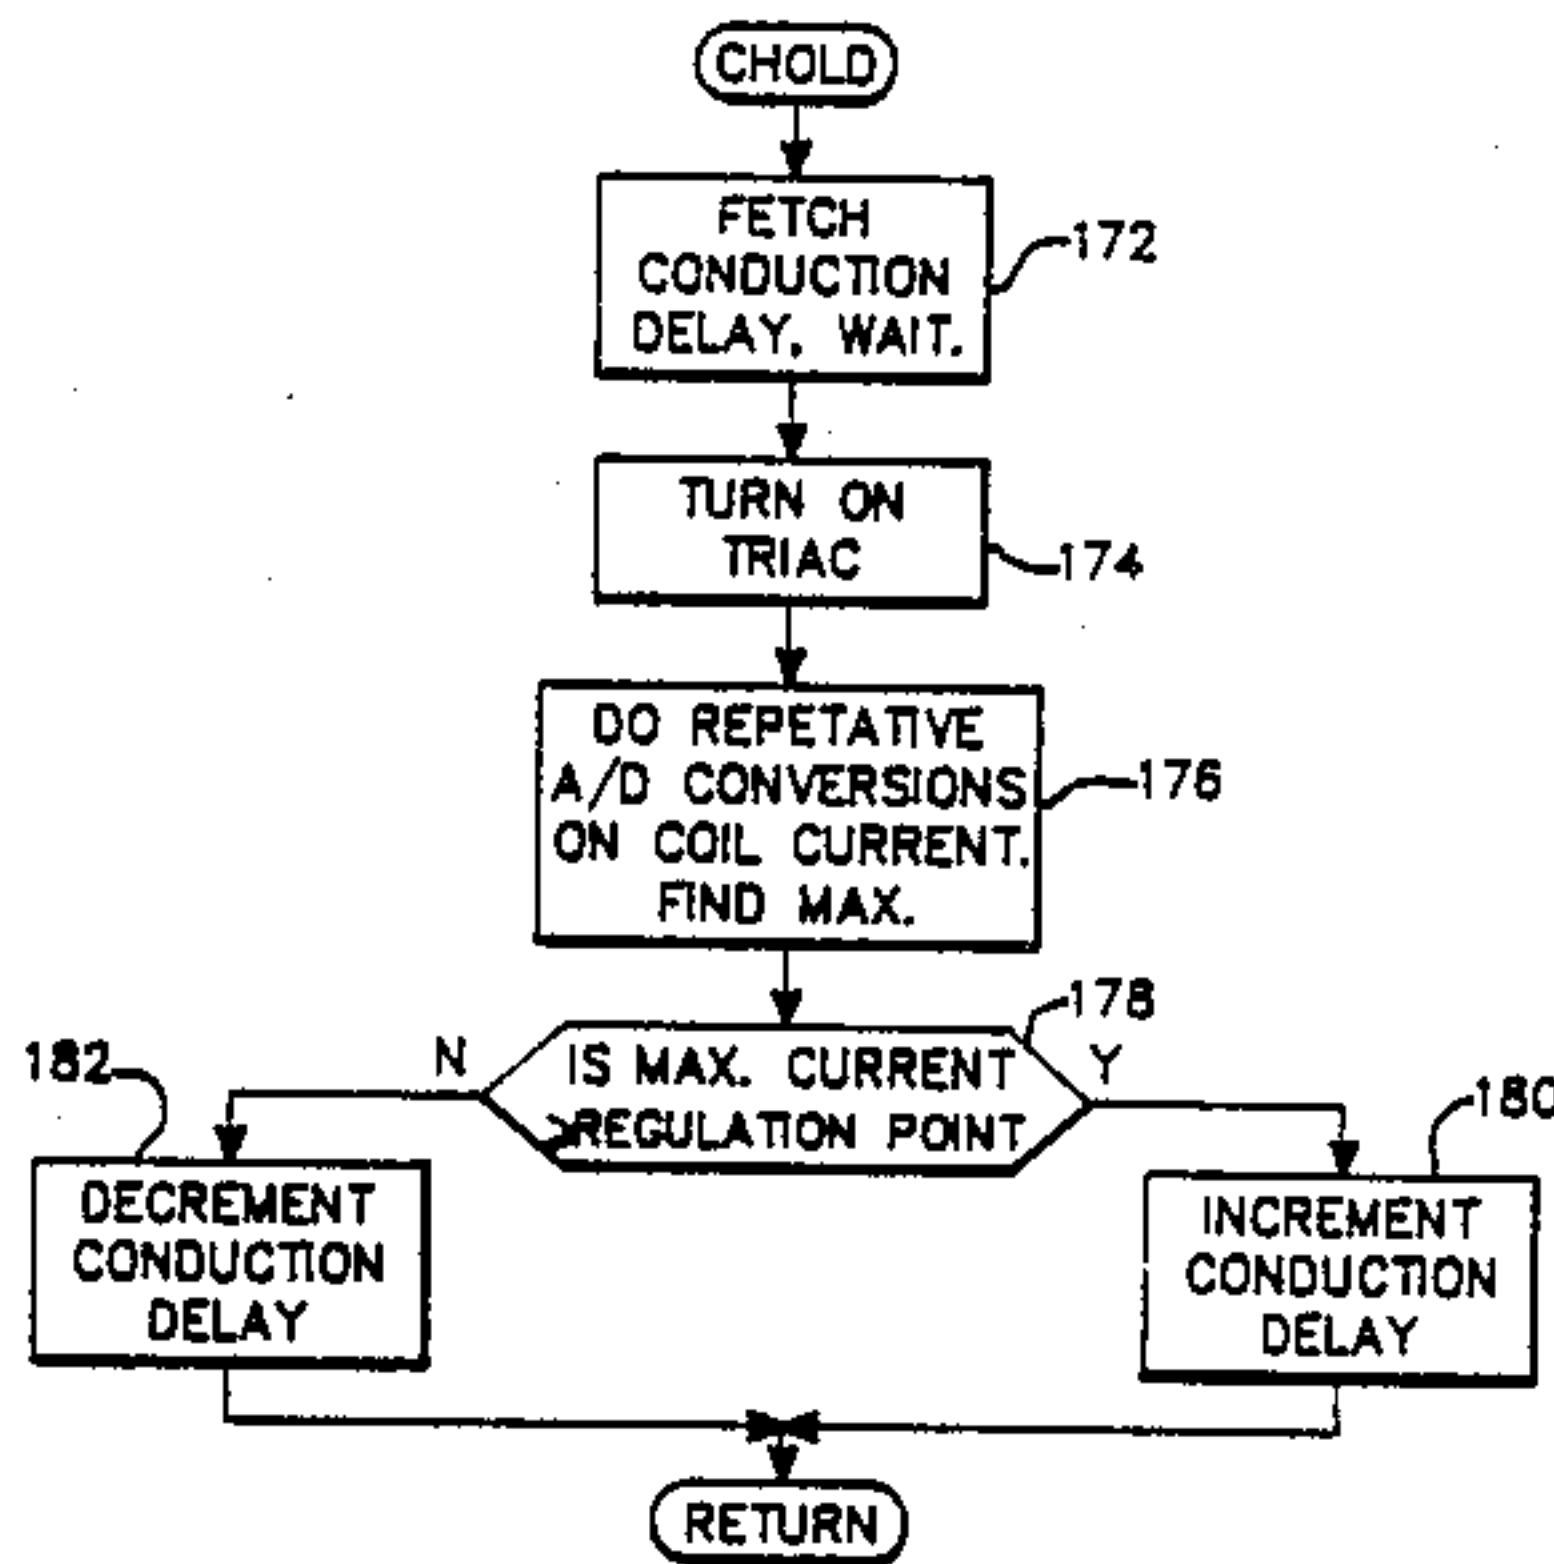 CHOLD
FETCH
CONDUCTION
DELAY. WAIT.
172
TURN ON
TRIAC
174
DO REPETATIVE
A/D CONVERSIONS
ON COIL CURRENT.
FIND MAX.
176
178
N
IS MAX. CURRENT
>REGULATION POINT
Y
182
DECREMENT
CONDUCTION
DELAY
180
INCREMENT
CONDUCTION
DELAY
RETURN